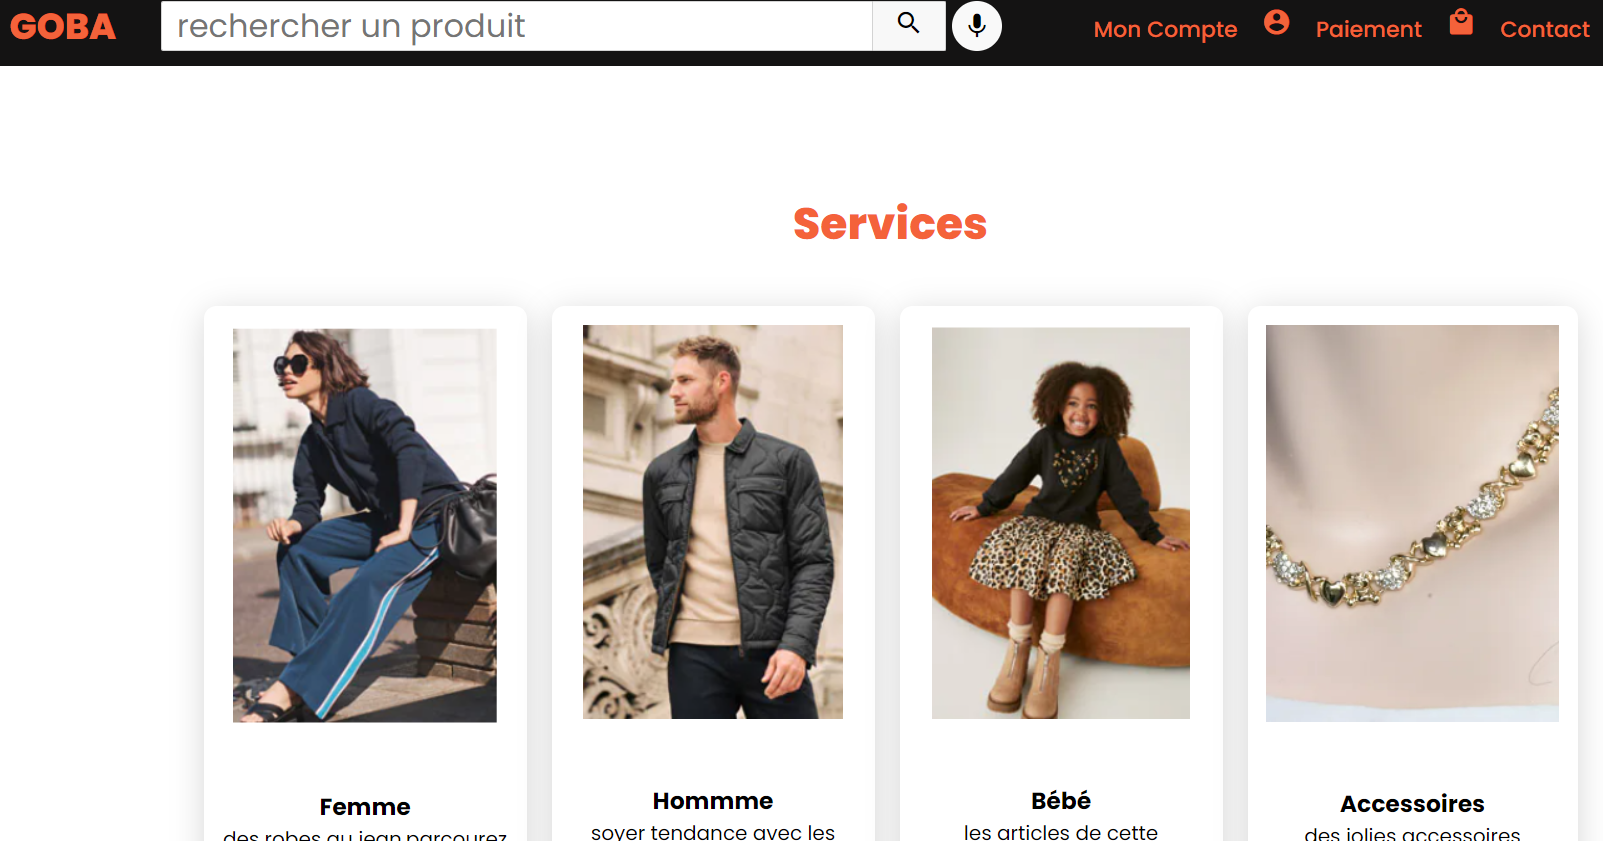 GOBA
rechercher un produit
Mon Compte
Paiement
Contact
Services
Femme
des robes au jean parcourez
Hommme
soyer tendance avec les
Bébé
les articles de cette
Accessoires
des jolies accessoires